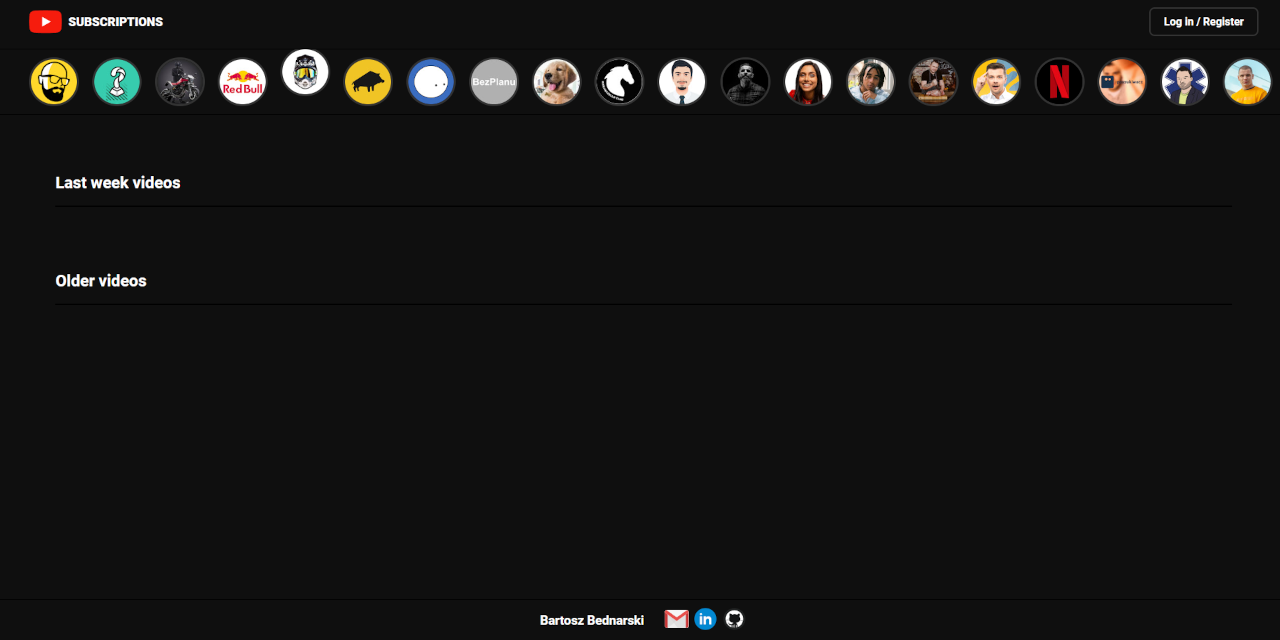 SUBSCRIPTIONS
Log in / Register
Red Bull
BezPlanu
Last week videos
Older videos
Bartosz Bednarski
in